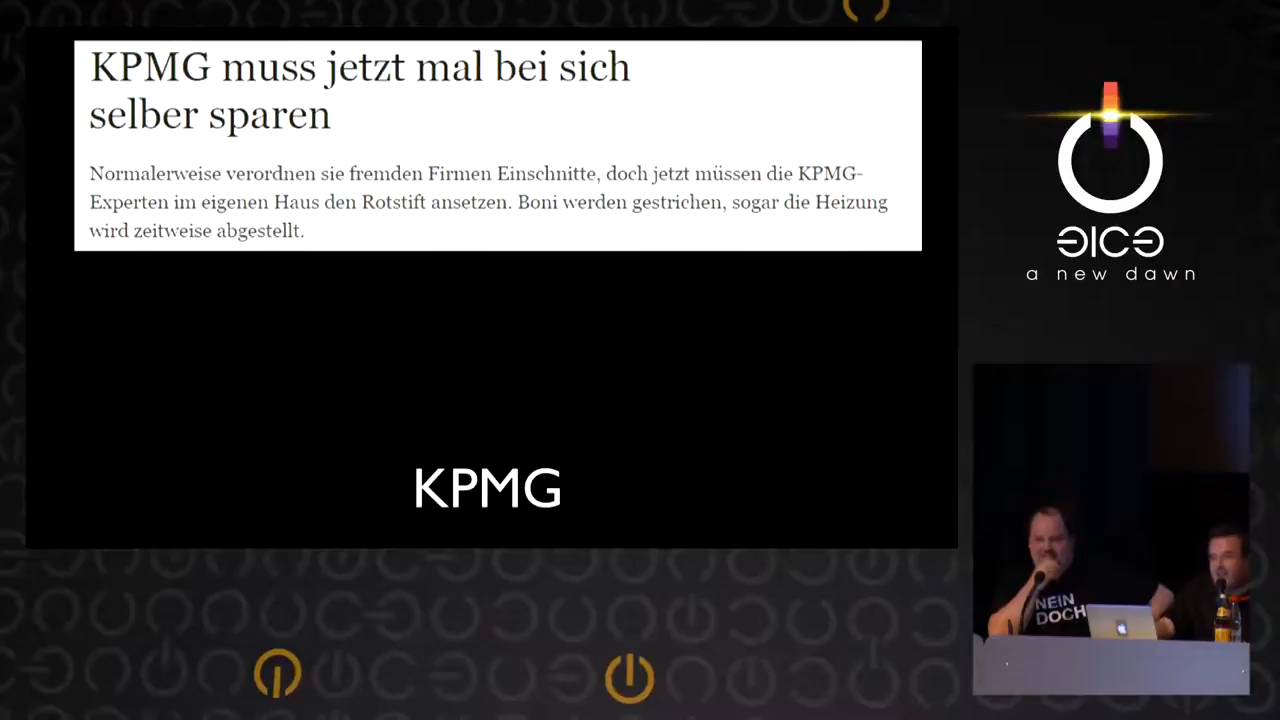 KPMG muss jetzt mal bei sich
selber sparen
Normalerweise verordnen sie fremden Firmen Einschnitte, doch jetzt müssen die KPMG-
Experten im eigenen Haus den Rotstift ansetzen. Boni werden gestrichen, sogar die Heizung
wird zeitweise abgestellt.
KPMG
a new dawn
NEIN
DOCH